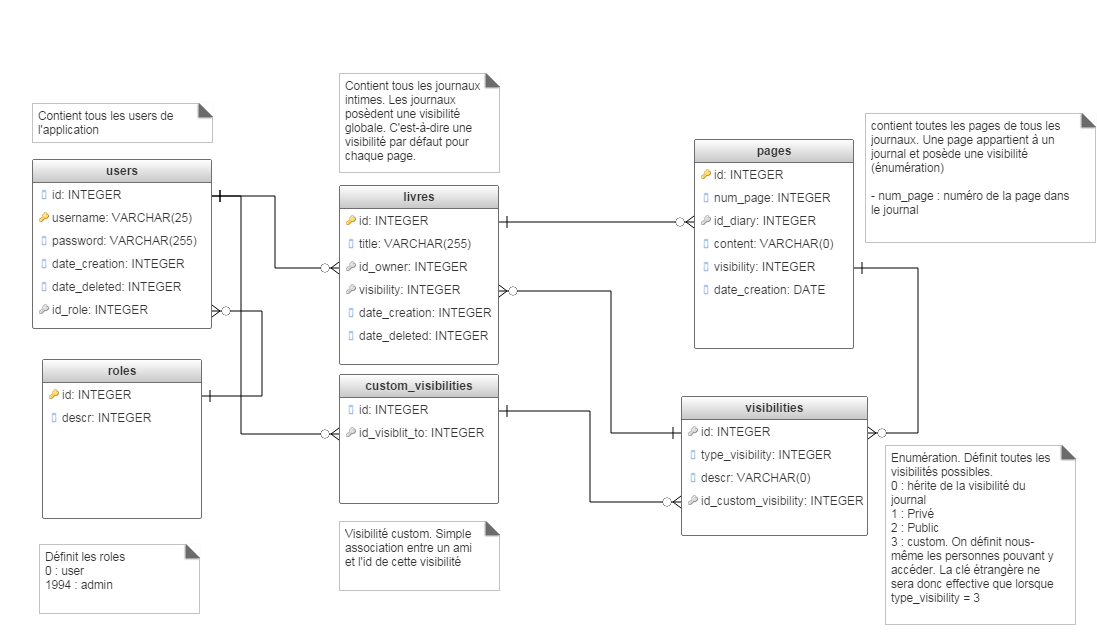 Contient tous les users de
l'application
users
id: INTEGER
username: VARCHAR(25)
password: VARCHAR(255)
date_creation: INTEGER
date_deleted: INTEGER
id_role: INTEGER
roles
id: INTEGER
descr: INTEGER
Définit les roles
0 : user
1994 : admin
Contient tous les journaux
intimes. Les journaux
posèdent une visibilité
globale. C'est-à-dire une
visibilité par défaut pour
chaque page.
livres
id: INTEGER
title: VARCHAR(255)
id_owner: INTEGER
visibility: INTEGER
date_creation: INTEGER
date_deleted: INTEGER
custom_visibilities
id: INTEGER
id_visiblit_to: INTEGER
Visibilité custom. Simple
association entre un ami
et l'id de cette visibilité
pages
id: INTEGER
num_page: INTEGER
id_diary: INTEGER
content: VARCHAR(0)
visibility: INTEGER
date_creation: DATE
contient toutes les pages de tous les
journaux. Une page appartient à un
journal et posède une visibilité
(énumération)
- num_page : numéro de la page dans
le journal
visibilities
id: INTEGER
type_visibility: INTEGER
descr: VARCHAR(0)
id_custom_visibility: INTEGER
Enumération. Définit toutes les
visibilités possibles.
0 : hérite de la visibilité du
journal
1 : Privé
2 : Public
3 : custom. On définit nous-
même les personnes pouvant y
accéder. La clé étrangère ne
sera donc effective que lorsque
type_visibility = 3